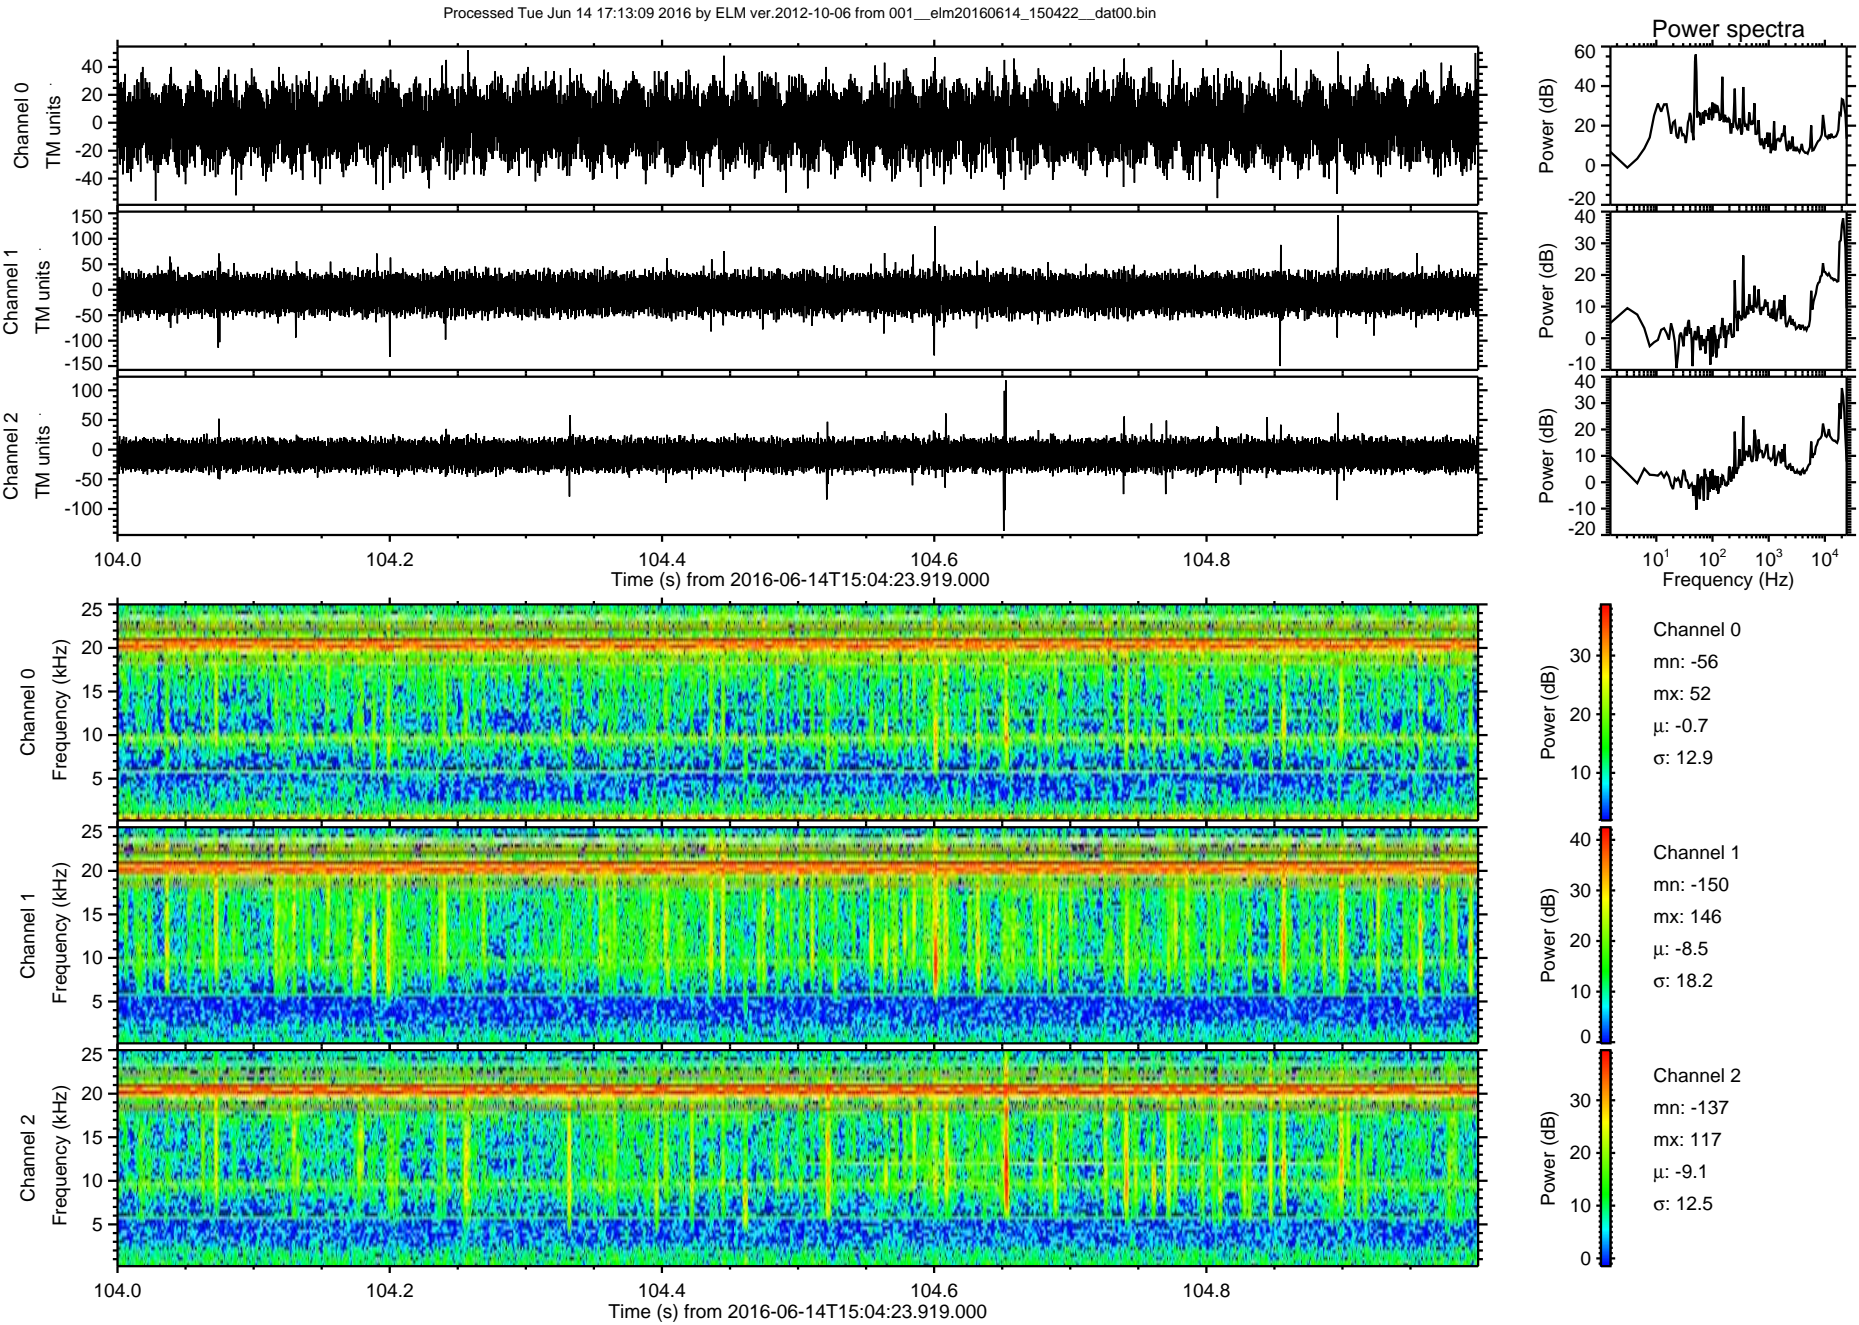 Processed Tue Jun 14 17:13:09 2016 by ELM ver.2012-10-06 from 001__elm20160614_150422__dat00.bin
Power spectra
Channel 0
TM units
40
20
0
-20
-40
Power (dB)
60
40
20
0
-20
Channel 1
TM units
150
100
50
0
-50
-100
-150
Power (dB)
40
30
20
10
0
-10
Channel 2
TM units
100
50
0
-50
-100
Power (dB)
40
30
20
10
0
-10
-20
104.0 104.2 104.4 104.6 104.8
Time (s) from 2016-06-14T15:04:23.919.000
10^1 10^2 10^3 10^4
Frequency (Hz)
Channel 0
Frequency (kHz)
25
20
15
10
5
Power (dB)
30
20
10
Channel 0
mn: -56
mx: 52
µ: -0.7
σ: 12.9
Channel 1
Frequency (kHz)
25
20
15
10
5
Power (dB)
40
30
20
10
0
Channel 1
mn: -150
mx: 146
µ: -8.5
σ: 18.2
Channel 2
Frequency (kHz)
25
20
15
10
5
Power (dB)
30
20
10
0
Channel 2
mn: -137
mx: 117
µ: -9.1
σ: 12.5
104.0 104.2 104.4 104.6 104.8
Time (s) from 2016-06-14T15:04:23.919.000